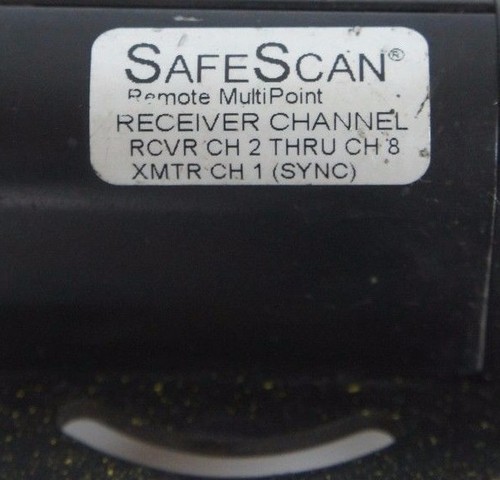 SAFESCAN®
Remote MultiPoint
RECEIVER CHANNEL
RCVR CH 2 THRU CH 8
XMTR CH 1 (SYNC)